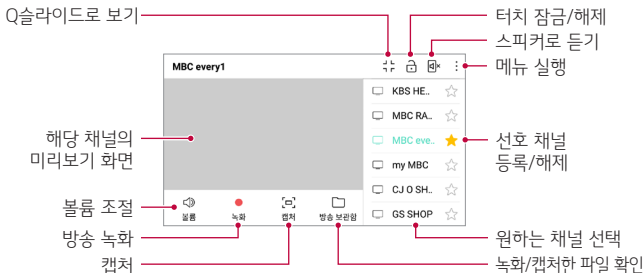 Q슬라이드로 보기
터치 잠금/해제
스피커로 듣기
메뉴 실행
MBC every1
KBS HE..
MBC RA..
MBC eve..
my MBC
CJ O SH..
GS SHOP
해당 채널의
미리보기 화면
선호 채널
등록/해제
볼륨 조절
볼륨
녹화
캡처
방송 보관함
방송 녹화
캡처
원하는 채널 선택
녹화/캡처한 파일 확인